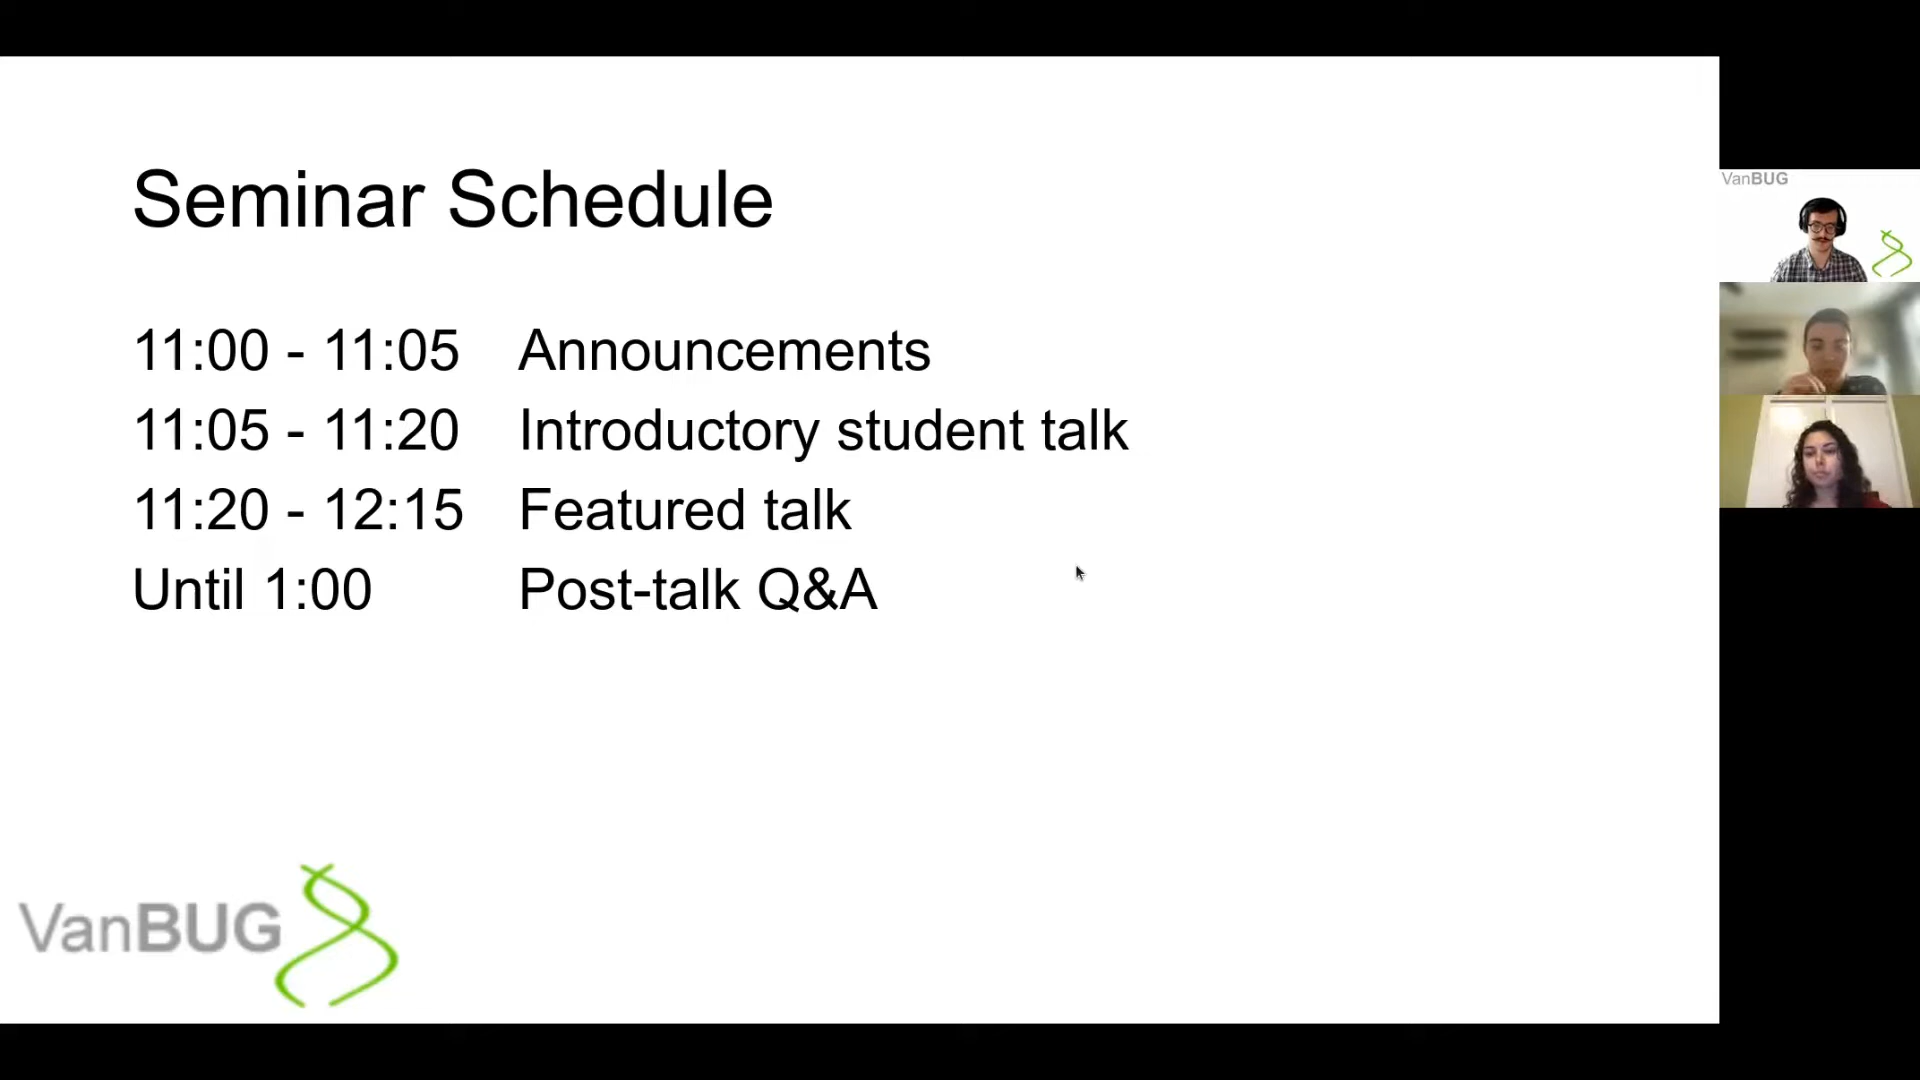 Seminar Schedule
11:00 - 11:05 Announcements
11:05 - 11:20 Introductory student talk
11:20 - 12:15 Featured talk
Until 1:00 Post-talk Q&A
VanBUG
VanBUG